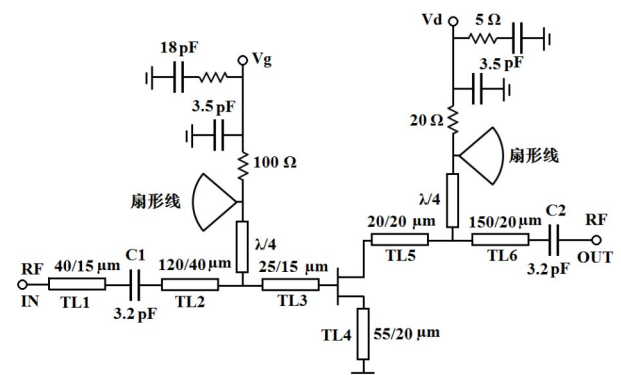 Vd
5 Ω
18 pF
Vg
3.5 pF
3.5 pF
20 Ω
100 Ω
扇形线
扇形线
λ/4
λ/4
20/20 μm
150/20 μm
C2
RF
OUT
TL5
TL6
3.2 pF
RF
IN
40/15 μm
C1
120/40 μm
25/15 μm
TL1
3.2 pF
TL2
TL3
TL4
55/20 μm